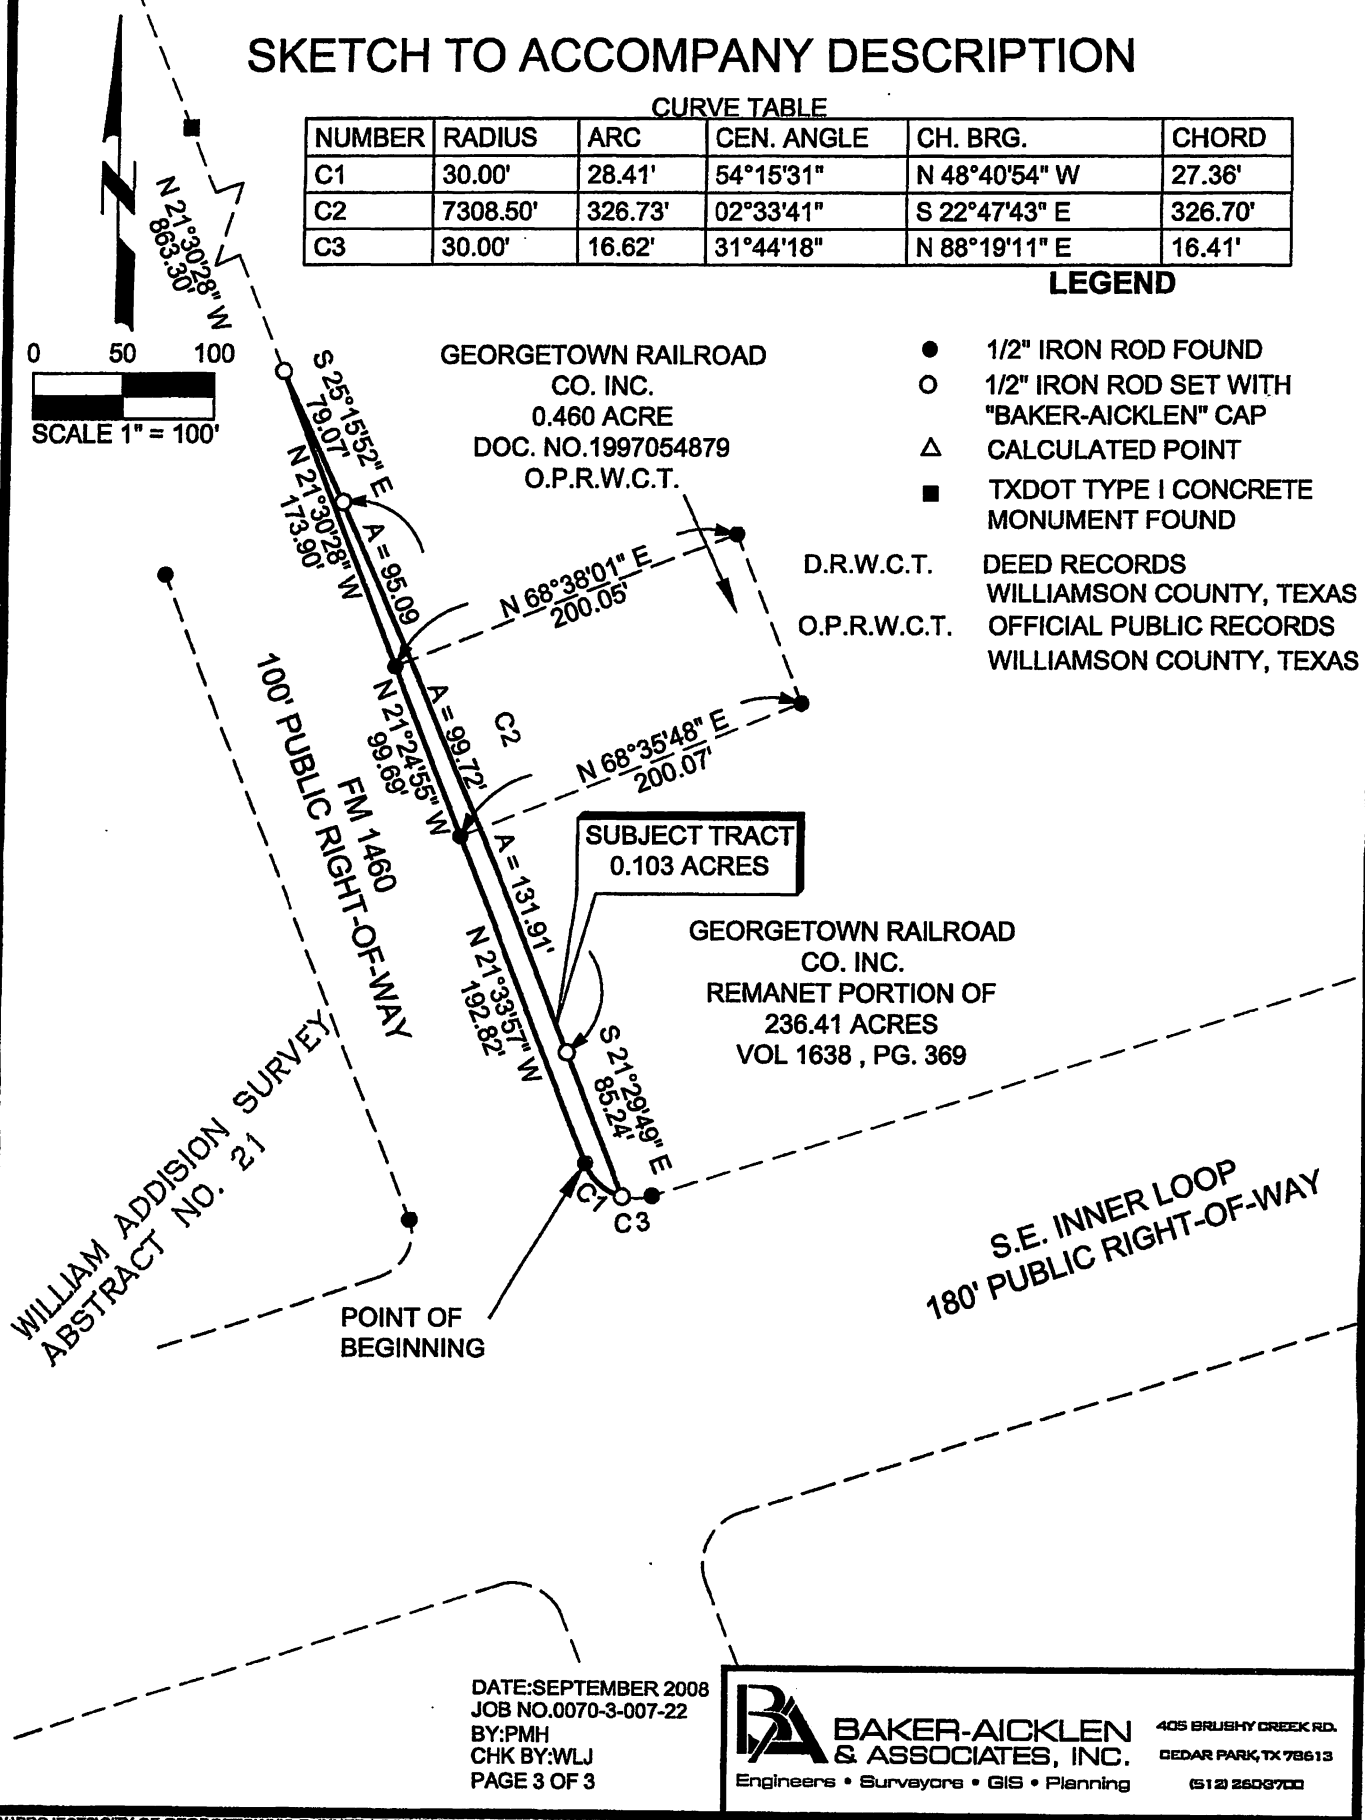 SKETCH TO ACCOMPANY DESCRIPTION
CURVE TABLE
NUMBER RADIUS ARC CEN. ANGLE CH. BRG. CHORD
C1 30.00' 28.41' 54°15'31" N 48°40'54" W 27.36'
C2 7308.50' 326.73' 02°33'41" S 22°47'43" E 326.70'
C3 30.00' 16.62' 31°44'18" N 88°19'11" E 16.41'
LEGEND
1/2" IRON ROD FOUND
1/2" IRON ROD SET WITH
"BAKER-AICKLEN" CAP
CALCULATED POINT
TXDOT TYPE I CONCRETE
MONUMENT FOUND
D.R.W.C.T. DEED RECORDS
WILLIAMSON COUNTY, TEXAS
O.P.R.W.C.T. OFFICIAL PUBLIC RECORDS
WILLIAMSON COUNTY, TEXAS
N
N 21°30'28" W
863.30'
0 50 100
SCALE 1" = 100'
GEORGETOWN RAILROAD
CO. INC.
0.460 ACRE
DOC. NO.1997054879
O.P.R.W.C.T.
S 25°15'52" E
79.07'
N 21°30'28" W
173.90'
A = 95.09
N 68°38'01" E
200.05'
N 21°24'55" W
99.69'
A = 99.72'
C2
N 68°35'48" E
200.07'
100' PUBLIC RIGHT-OF-WAY
FM 1460
SUBJECT TRACT
0.103 ACRES
A = 131.91'
N 21°33'57" W
192.82'
GEORGETOWN RAILROAD
CO. INC.
REMANET PORTION OF
236.41 ACRES
VOL 1638 , PG. 369
S 21°29'49" E
85.24'
C1
C3
WILLIAM ADDISION SURVEY
ABSTRACT NO. 21
POINT OF
BEGINNING
S.E. INNER LOOP
180' PUBLIC RIGHT-OF-WAY
DATE:SEPTEMBER 2008
JOB NO.0070-3-007-22
BY:PMH
CHK BY:WLJ
PAGE 3 OF 3
BA
BAKER-AICKLEN
& ASSOCIATES, INC.
Engineers • Surveyors • GIS • Planning
405 BRUSHY CREEK RD.
CEDAR PARK, TX 78613
(512) 2603700